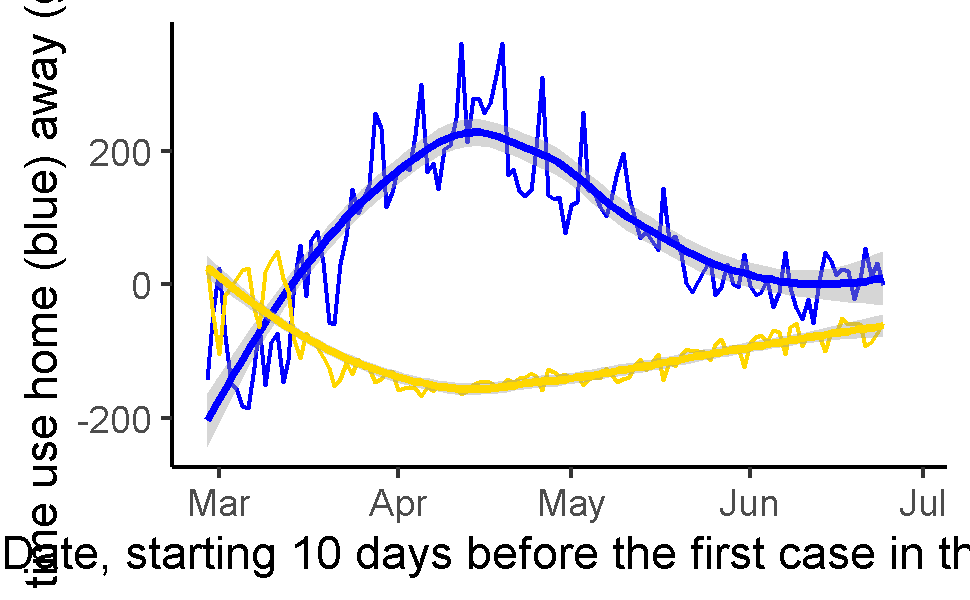 time use home (blue) away (
200
0
-200
Mar Apr May Jun Jul
Date, starting 10 days before the first case in